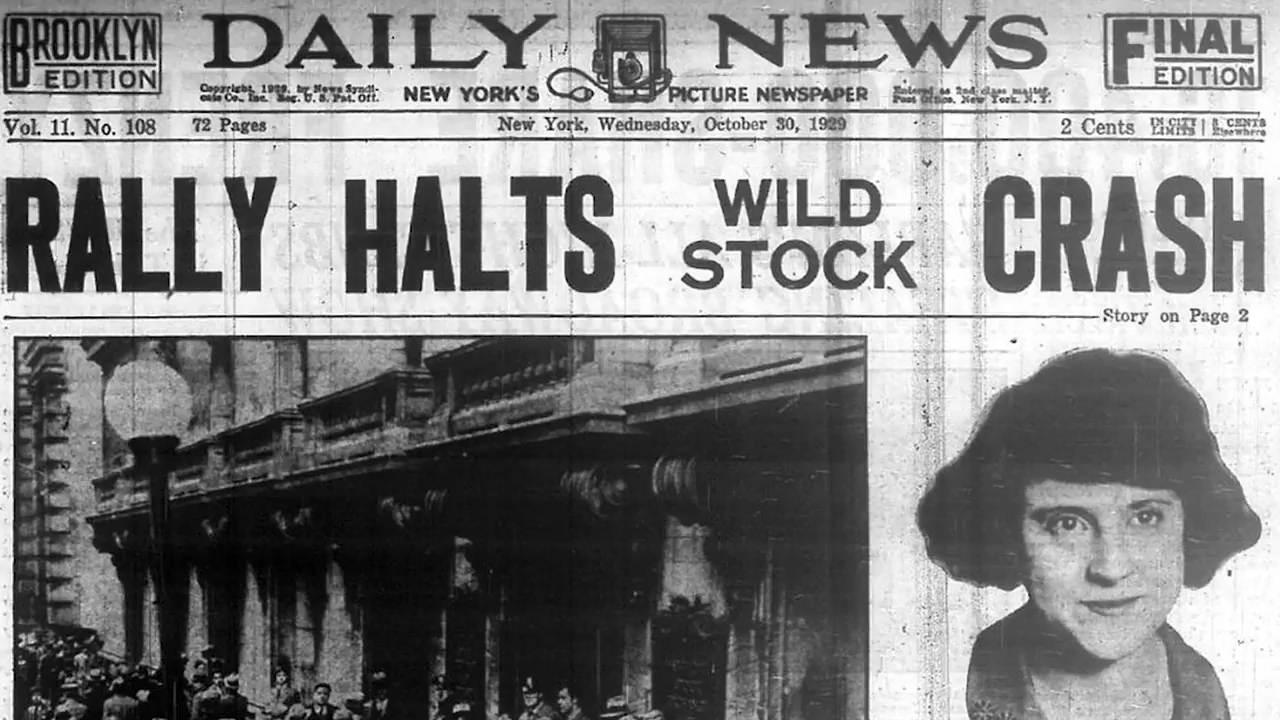 BROOKLYN EDITION
DAILY NEWS
FINAL EDITION
Copyright, 1929, by News Syndi-
cate Co., Inc. Reg. U. S. Pat. Off.
NEW YORK'S PICTURE NEWSPAPER
Entered as 2nd class matter,
Post Office, New York, N. Y.
Vol. 11. No. 108 72 Pages New York, Wednesday, October 30, 1929 2 Cents IN CITY LIMITS | 3 CENTS Elsewhere
RALLY HALTS WILD STOCK CRASH
Story on Page 2